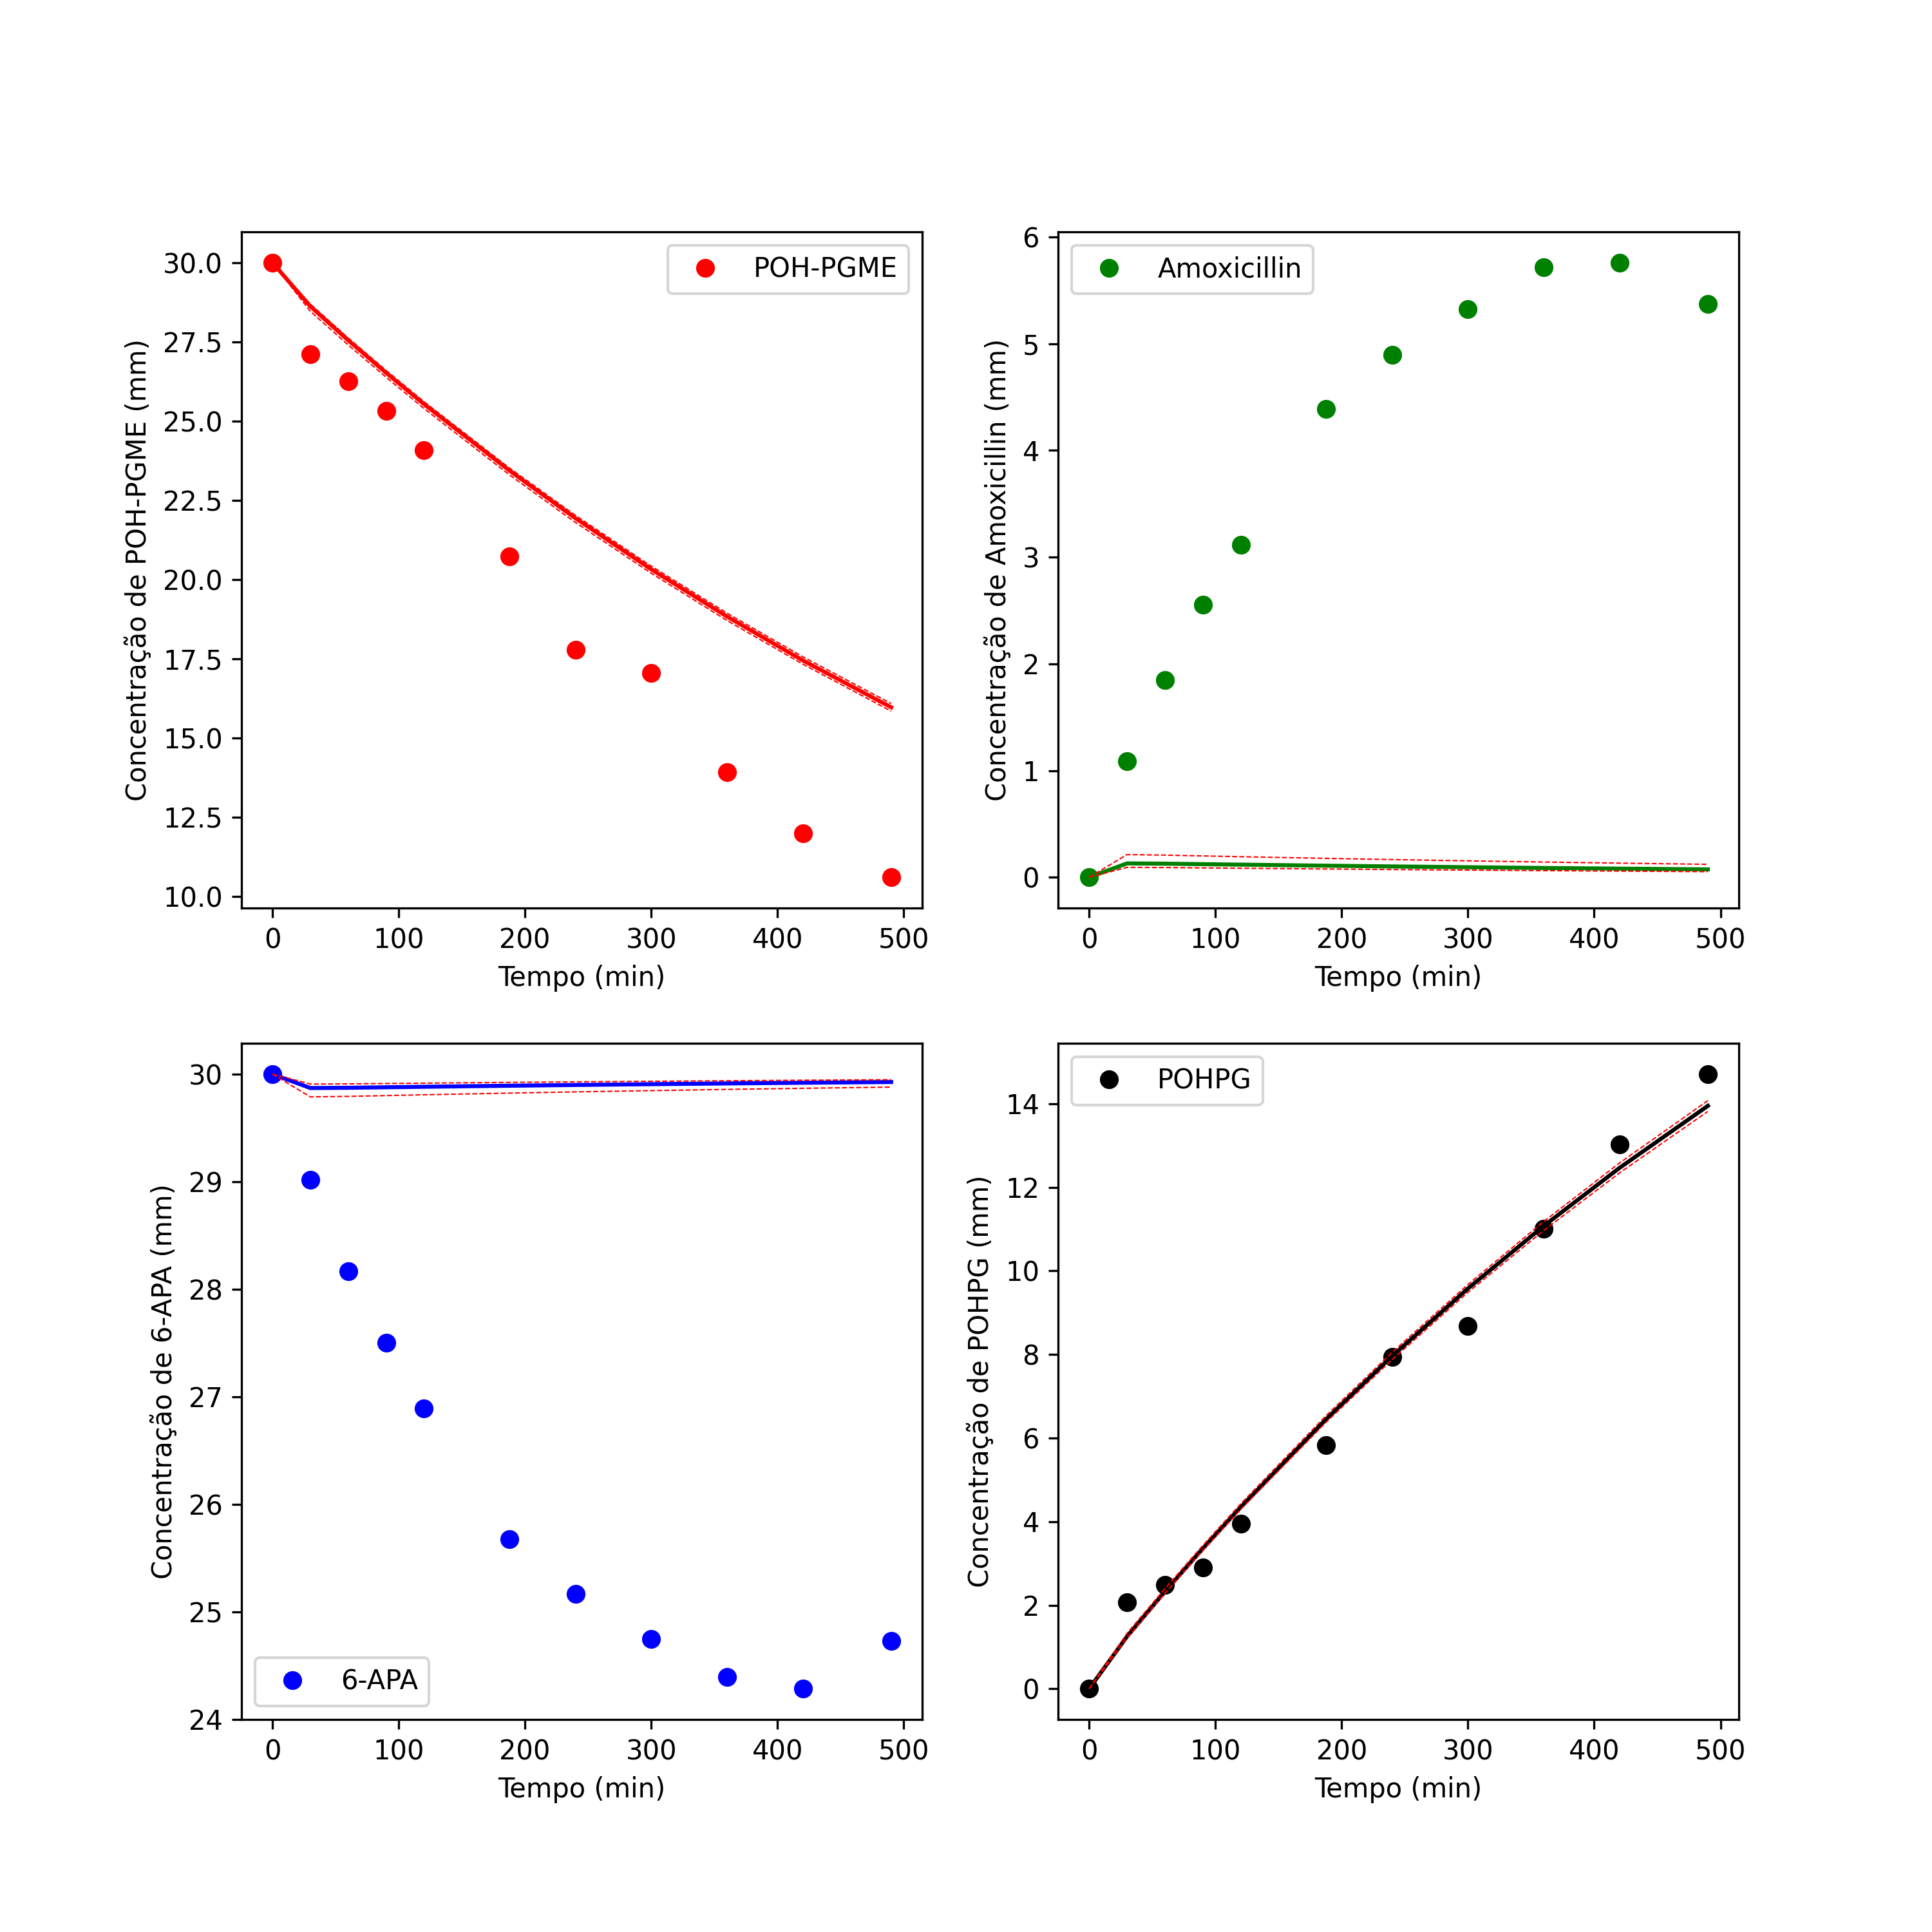 30.0
27.5
25.0
22.5
20.0
17.5
15.0
12.5
10.0
Concentração de POH-PGME (mm)
POH-PGME
0 100 200 300 400 500
Tempo (min)
6
5
4
3
2
1
0
Concentração de Amoxicillin (mm)
Amoxicillin
0 100 200 300 400 500
Tempo (min)
30
29
28
27
26
25
24
Concentração de 6-APA (mm)
6-APA
0 100 200 300 400 500
Tempo (min)
14
12
10
8
6
4
2
0
Concentração de POHPG (mm)
POHPG
0 100 200 300 400 500
Tempo (min)